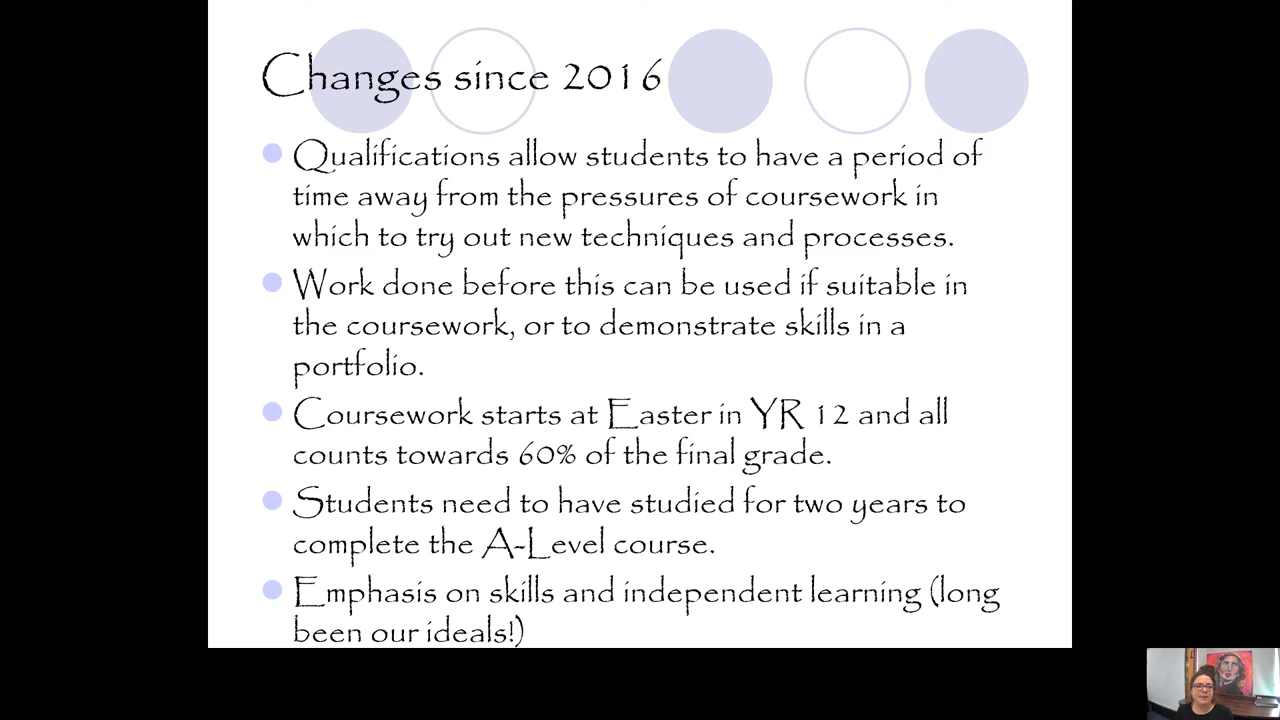 Changes since 2016
Qualifications allow students to have a period of
time away from the pressures of coursework in
which to try out new techniques and processes.
Work done before this can be used if suitable in
the coursework, or to demonstrate skills in a
portfolio.
Coursework starts at Easter in YR 12 and all
counts towards 60% of the final grade.
Students need to have studied for two years to
complete the A-Level course.
Emphasis on skills and independent learning (long
been our ideals!)